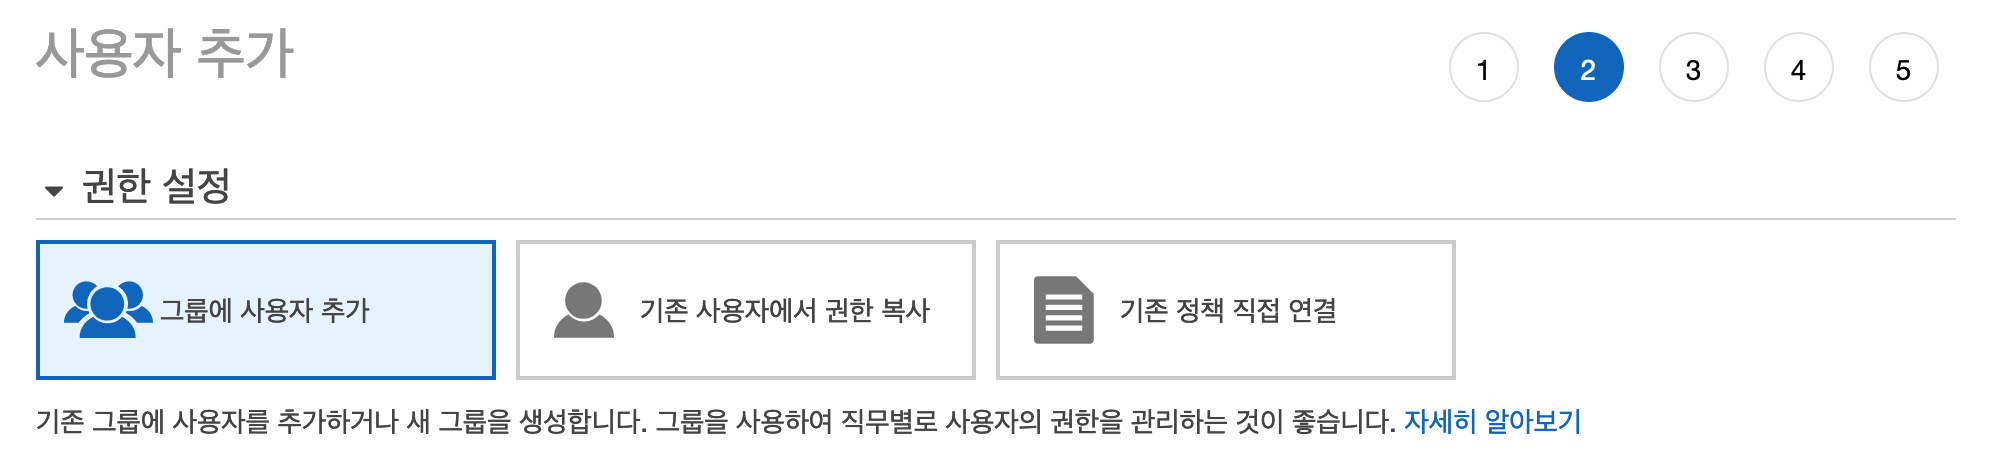 사용자 추가
1 2 3 4 5
권한 설정
그룹에 사용자 추가
기존 사용자에서 권한 복사
기존 정책 직접 연결
기존 그룹에 사용자를 추가하거나 새 그룹을 생성합니다. 그룹을 사용하여 직무별로 사용자의 권한을 관리하는 것이 좋습니다. 자세히 알아보기